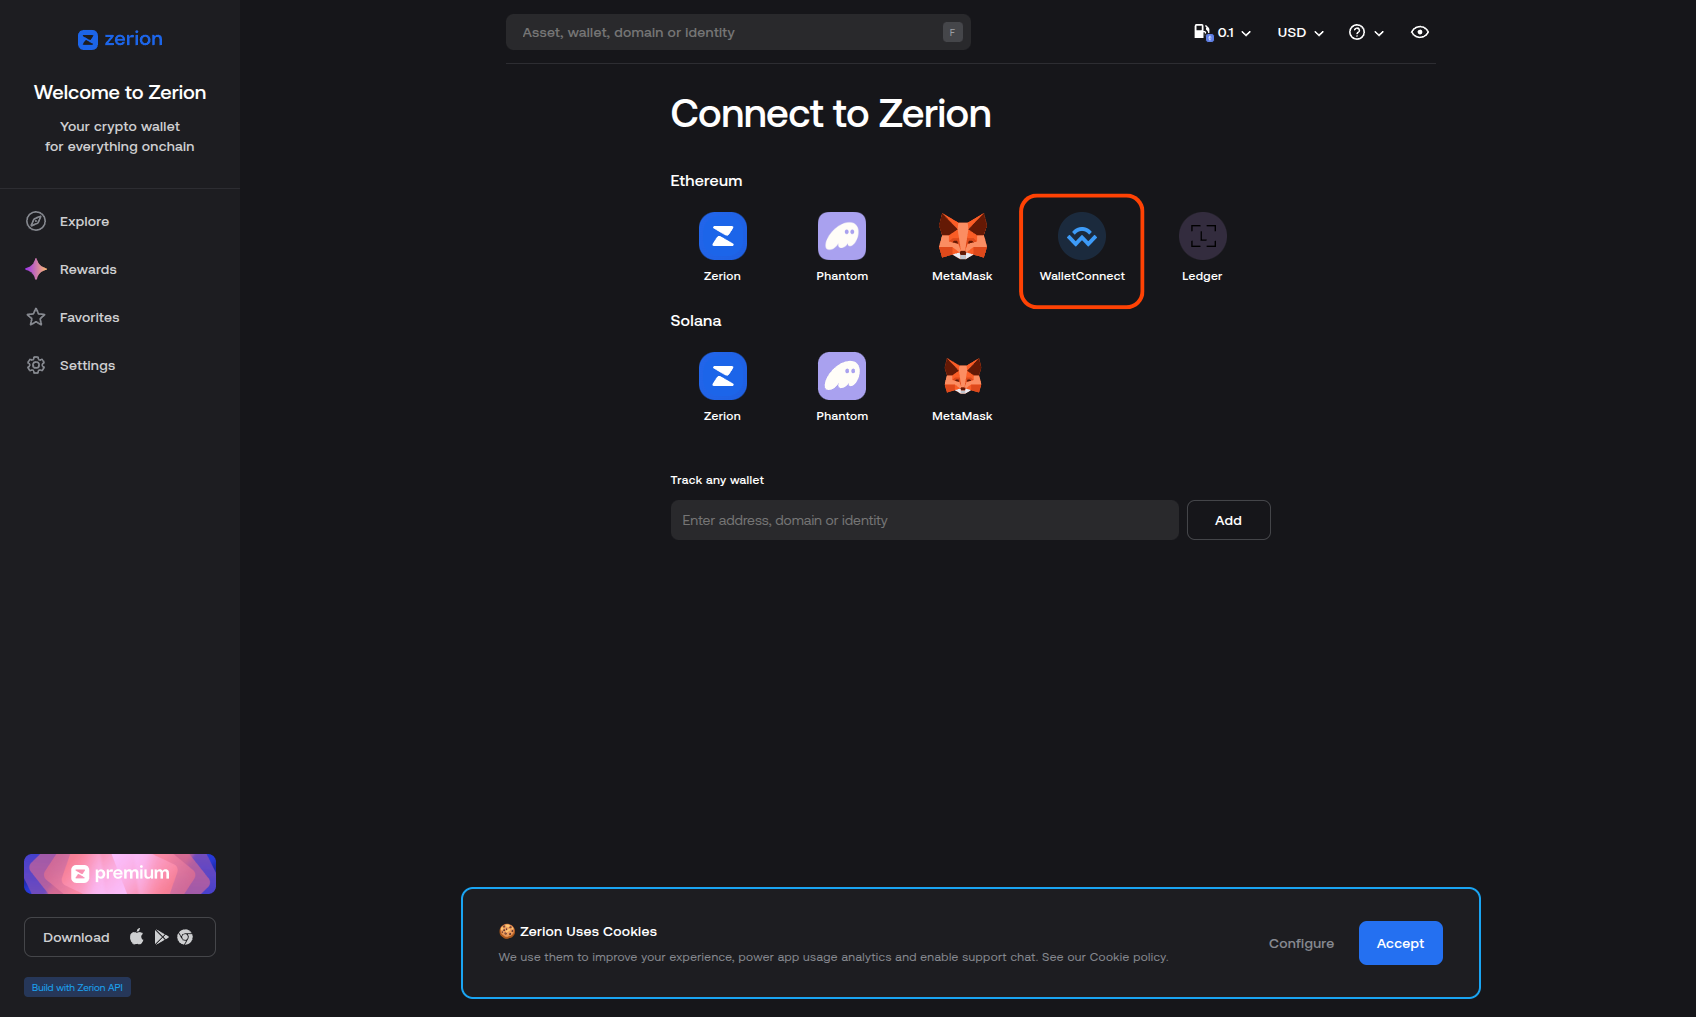 zerion
Welcome to Zerion
Your crypto wallet
for everything onchain
Explore
Rewards
Favorites
Settings
premium
Download
Build with Zerion API
Asset, wallet, domain or identity F
0.1 USD
Connect to Zerion
Ethereum
Zerion Phantom MetaMask WalletConnect Ledger
Solana
Zerion Phantom MetaMask
Track any wallet
Enter address, domain or identity Add
Zerion Uses Cookies
We use them to improve your experience, power app usage analytics and enable support chat. See our Cookie policy.
Configure Accept